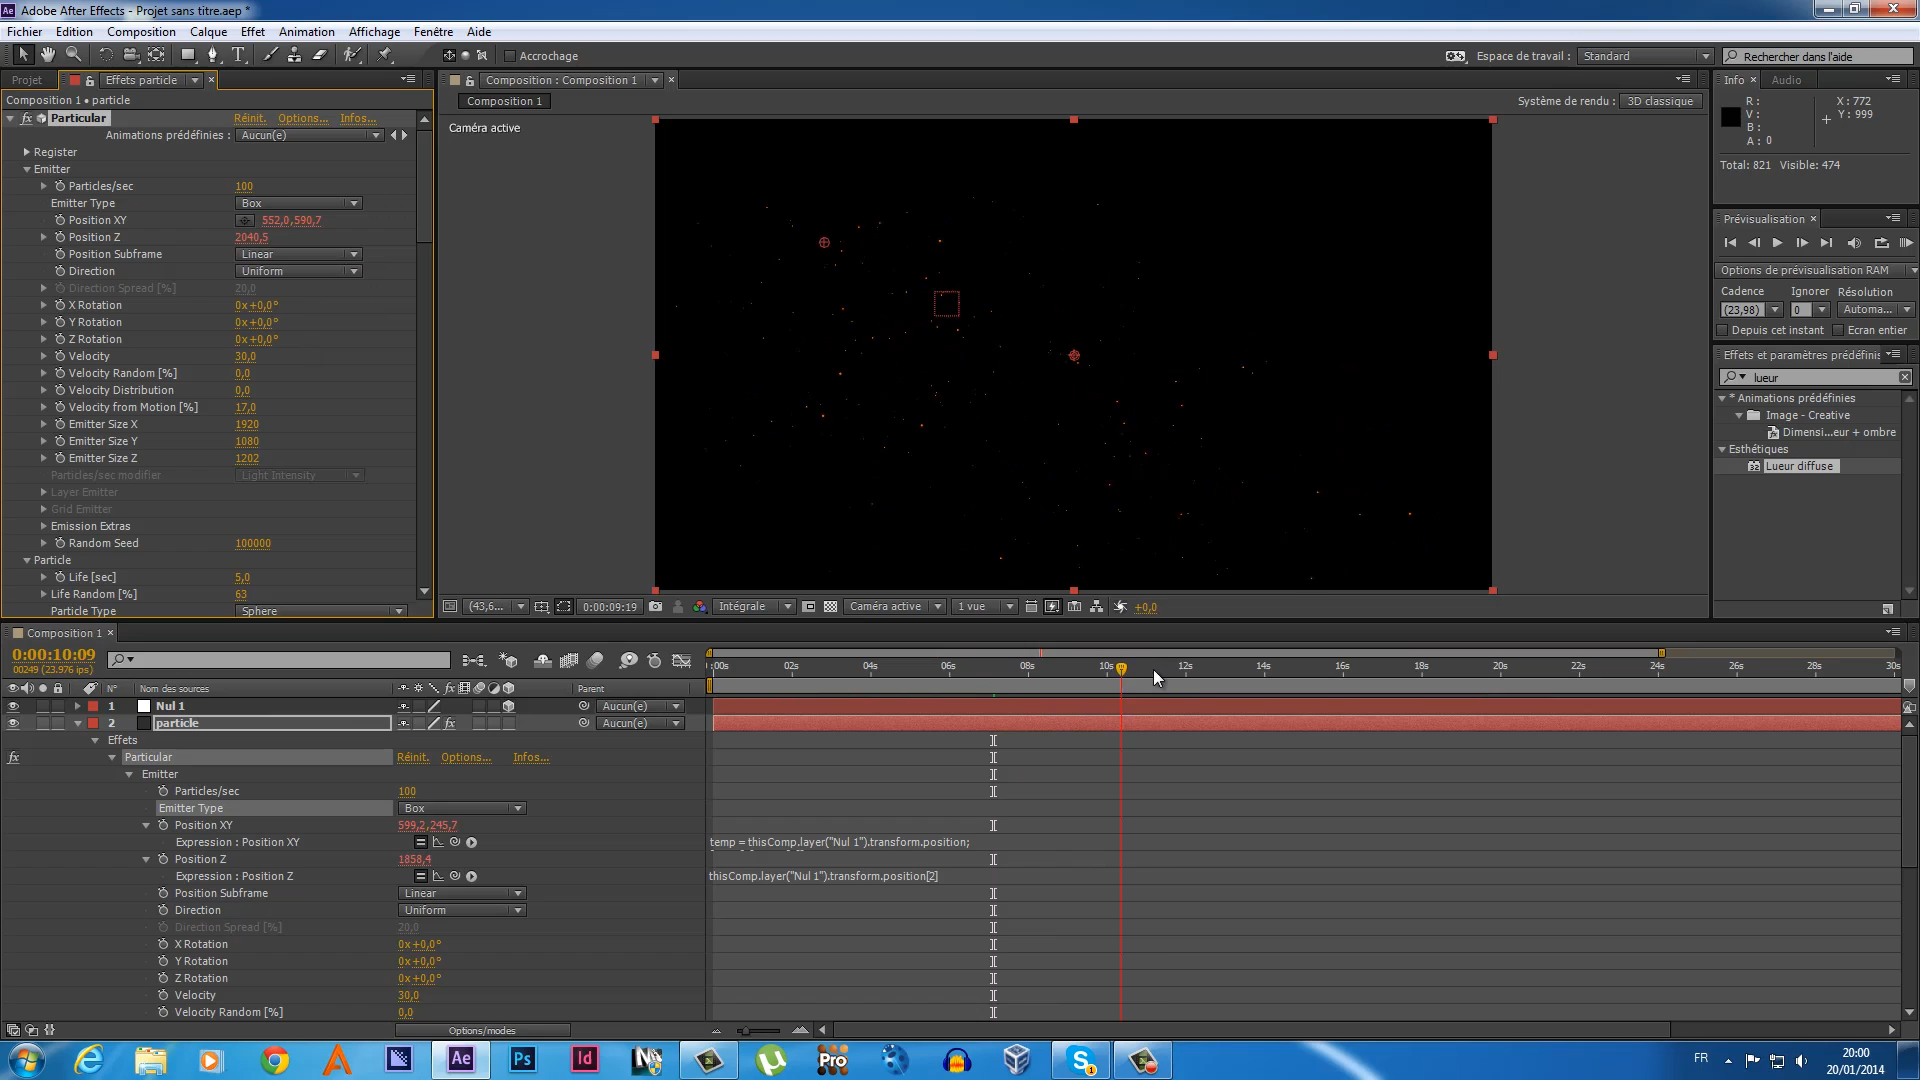 Adobe After Effects - Projet sans titre.aep *
Fichier Edition Composition Calque Effet Animation Affichage Fenêtre Aide
Accrochage Espace de travail : Standard Rechercher dans l'aide
Projet Effets particle
Composition 1 • particle
Particular Réinit. Options... Infos...
Animations prédéfinies : Aucun(e)
Register
Emitter
Particles/sec 100
Emitter Type Box
Position XY 552,0,590,7
Position Z 2040,5
Position Subframe Linear
Direction Uniform
Direction Spread [%] 20,0
X Rotation 0x+0,0°
Y Rotation 0x+0,0°
Z Rotation 0x+0,0°
Velocity 30,0
Velocity Random [%] 0,0
Velocity Distribution 0,0
Velocity from Motion [%] 17,0
Emitter Size X 1920
Emitter Size Y 1080
Emitter Size Z 1202
Particles/sec modifier Light Intensity
Layer Emitter
Grid Emitter
Emission Extras
Random Seed 100000
Particle
Life [sec] 5,0
Life Random [%] 63
Particle Type Sphere
Composition : Composition 1
Composition 1 Système de rendu : 3D classique
Caméra active
(43,6... 0:00:09:19 Intégrale Caméra active 1 vue +0,0
Info Audio
R : X : 772
V : Y : 999
B :
A : 0
Total: 821 Visible: 474
Prévisualisation
Options de prévisualisation RAM
Cadence Ignorer Résolution
(23,98) 0 Automa...
Depuis cet instant Ecran entier
Effets et paramètres prédéfinis
lueur
* Animations prédéfinies
Image - Creative
Dimensi...eur + ombre
Esthétiques
Lueur diffuse
Composition 1
0:00:10:09
00249 (23.976 ips)
:00s 02s 04s 06s 08s 10s 12s 14s 16s 18s 20s 22s 24s 26s 28s 30s
N° Nom des sources Parent
1 Nul 1 Aucun(e)
2 particle Aucun(e)
Effets
Particular Réinit. Options... Infos...
Emitter
Particles/sec 100
Emitter Type Box
Position XY 599,2,245,7
Expression : Position XY temp = thisComp.layer("Nul 1").transform.position;
Position Z 1858,4
Expression : Position Z thisComp.layer("Nul 1").transform.position[2]
Position Subframe Linear
Direction Uniform
Direction Spread [%] 20,0
X Rotation 0x+0,0°
Y Rotation 0x+0,0°
Z Rotation 0x+0,0°
Velocity 30,0
Velocity Random [%] 0,0
Options/modes
Ae Ps Id Pro FR 20:00
20/01/2014